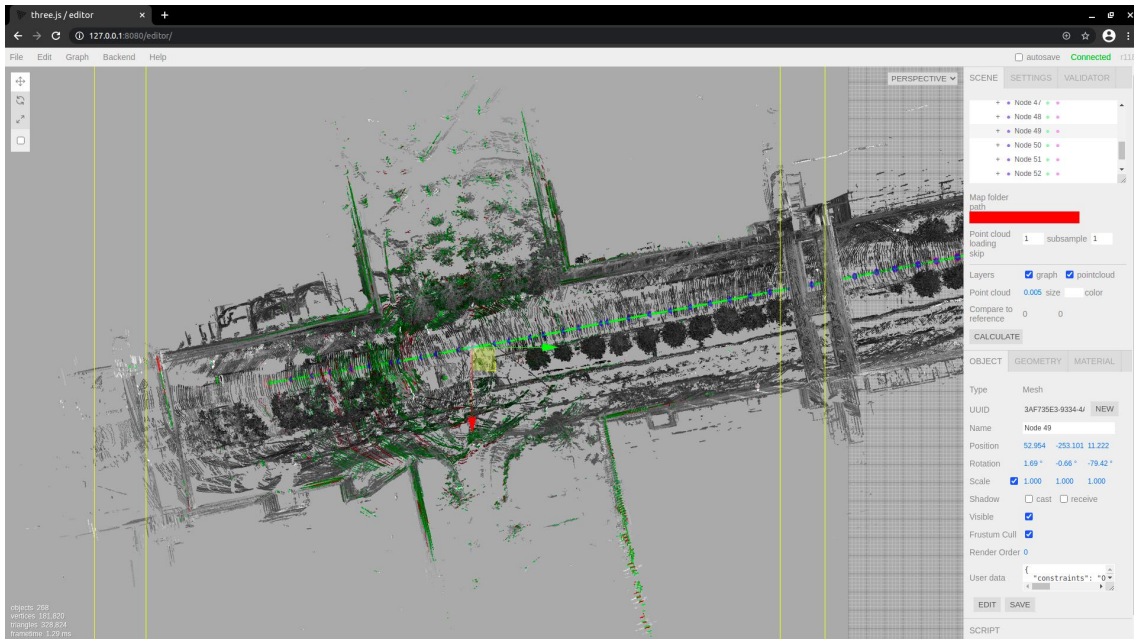 three.js / editor
127.0.0.1:8080/editor/
File Edit Graph Backend Help
autosave Connected
PERSPECTIVE
SCENE SETTINGS VALIDATOR
Node 47
Node 48
Node 49
Node 50
Node 51
Node 52
Map folder
path
Point cloud
loading 1 subsample 1
skip
Layers graph pointcloud
Point cloud 0.005 size color
Compare to 0 0
reference
CALCULATE
OBJECT GEOMETRY MATERIAL
Type Mesh
UUID 3AF735E3-9334-4/ NEW
Name Node 49
Position 52.954 -253.101 11.222
Rotation 1.69 ° -0.66 ° -79.42 °
Scale 1.000 1.000 1.000
Shadow cast receive
Visible
Frustum Cull
Render Order 0
{
User data "constraints": "0
EDIT SAVE
SCRIPT
objects 268
vertices 181,820
triangles 328,824
frametime 1.29 ms